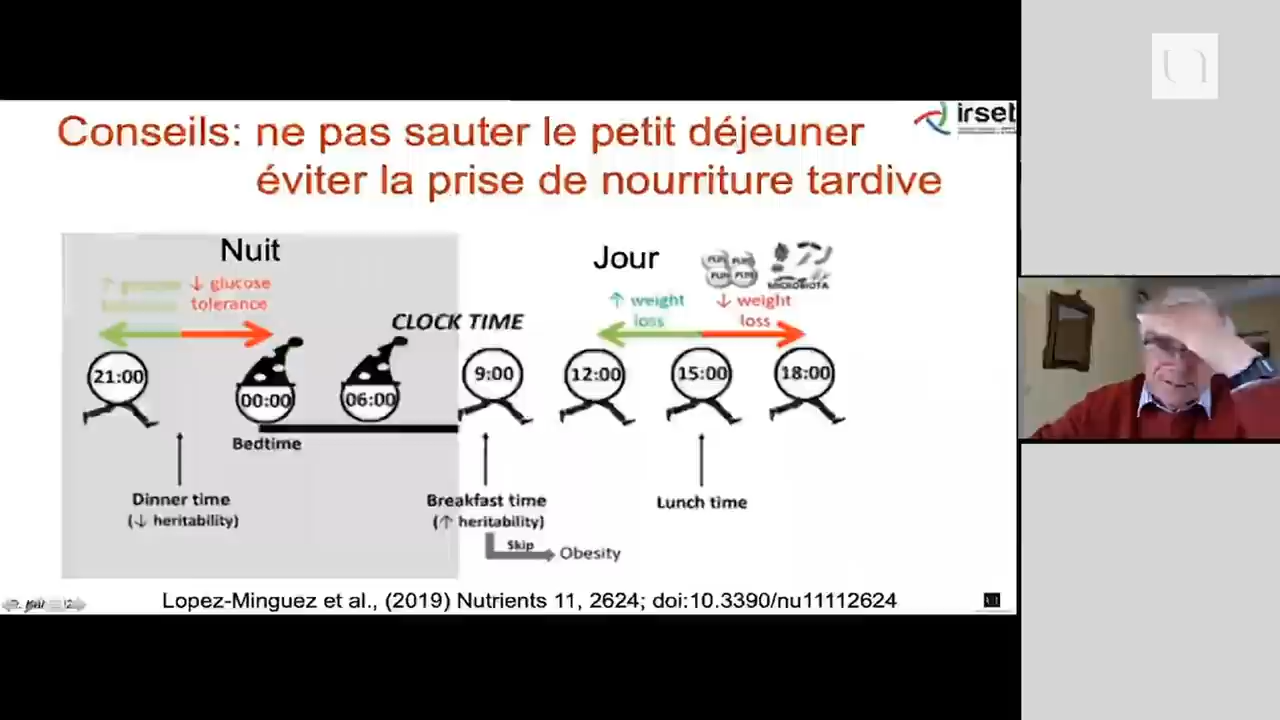 Conseils: ne pas sauter le petit déjeuner
éviter la prise de nourriture tardive
irset
Nuit
Jour
↑ glucose
tolerance
↓ glucose
tolerance
MICROBIOTA
↑ weight
loss
↓ weight
loss
CLOCK TIME
21:00
00:00
06:00
9:00
12:00
15:00
18:00
Bedtime
Dinner time
(↓ heritability)
Breakfast time
(↑ heritability)
Lunch time
Skip
Obesity
Lopez-Minguez et al., (2019) Nutrients 11, 2624; doi:10.3390/nu11112624